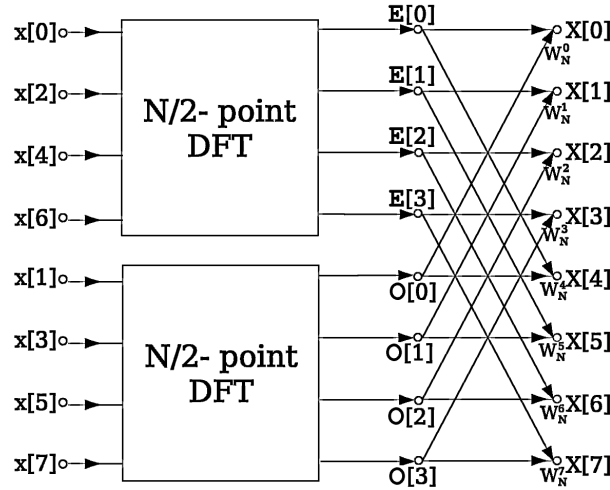 x[0]
x[2]
x[4]
x[6]
N/2- point
DFT
x[1]
x[3]
x[5]
x[7]
N/2- point
DFT
E[0]
E[1]
E[2]
E[3]
O[0]
O[1]
O[2]
O[3]
W_N^0
W_N^1
W_N^2
W_N^3
W_N^4
W_N^5
W_N^6
W_N^7
X[0]
X[1]
X[2]
X[3]
X[4]
X[5]
X[6]
X[7]